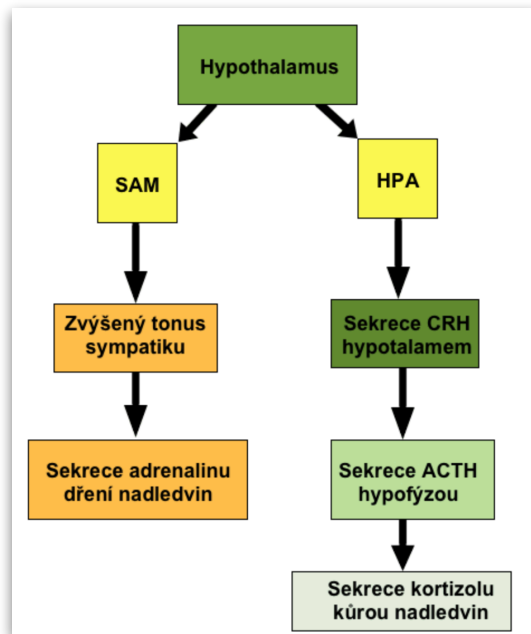 Hypothalamus
SAM
HPA
Zvýšený tonus
sympatiku
Sekrece CRH
hypotalamem
Sekrece adrenalinu
dření nadledvin
Sekrece ACTH
hypofýzou
Sekrece kortizolu
kůrou nadledvin